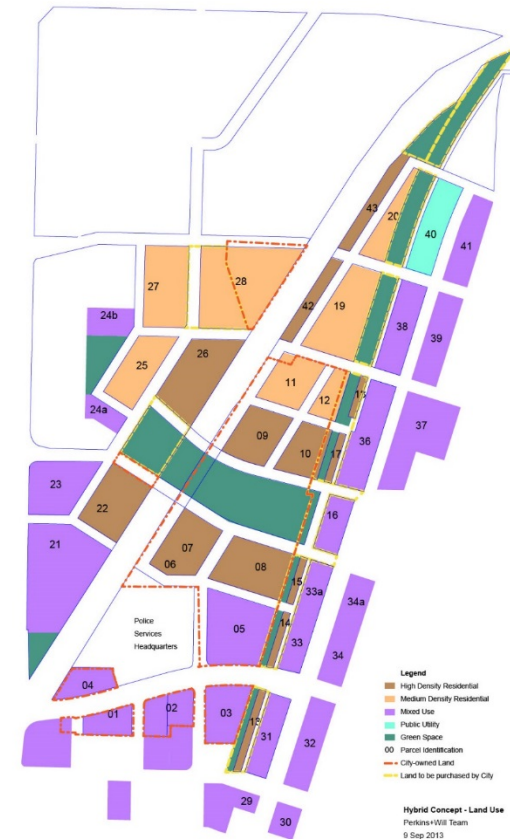 43
20
40
41
28
27
42
19
38
24b
39
26
25
11
12
18
24a
37
36
09
10
17
23
16
22
21
07
06
08
15
33a
34a
Police
Services
Headquarters
05
14
33
34
04
01
02
03
13
31
32
29
30
Legend
High Density Residential
Medium Density Residential
Mixed Use
Public Utility
Green Space
00 Parcel Identification
City-owned Land
Land to be purchased by City
Hybrid Concept - Land Use
Perkins+Will Team
9 Sep 2013